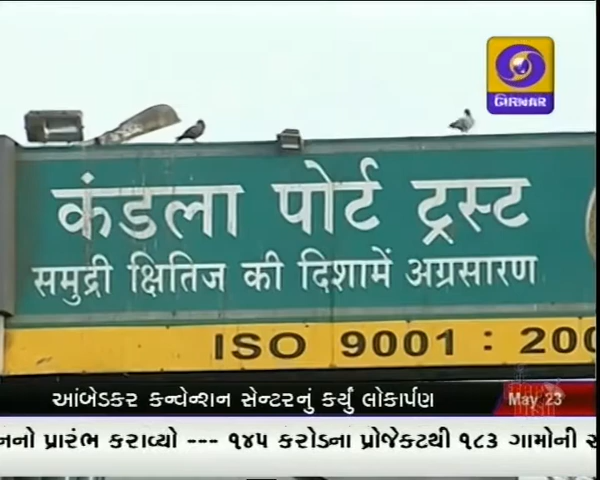 GIRNAR
कंडला पोर्ट ट्रस्ट
समुद्री क्षितिज की दिशामें अग्रसारण
ISO 9001 : 200
આંબેડકર કન્વેન્શન સેન્ટરનું કર્યું લોકાર્પણ
May 23
નનો પ્રારંભ કરાવ્યો --- ૧૪૫ કરોડના પ્રોજેક્ટથી ૧૮૩ ગામોની